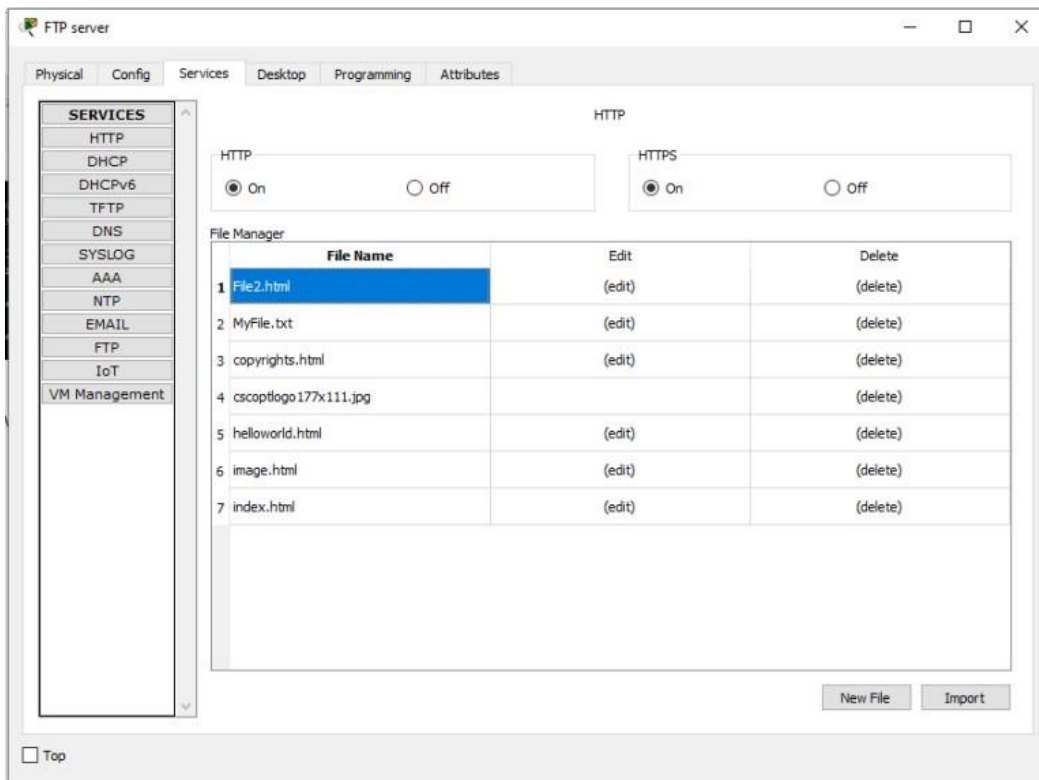 FTP server
Physical Config Services Desktop Programming Attributes
SERVICES
HTTP
DHCP
DHCPv6
TFTP
DNS
SYSLOG
AAA
NTP
EMAIL
FTP
IoT
VM Management
HTTP
HTTP
On Off
HTTPS
On Off
File Manager
File Name Edit Delete
1 File2.html (edit) (delete)
2 MyFile.txt (edit) (delete)
3 copyrights.html (edit) (delete)
4 cscoptlogo177x111.jpg (delete)
5 helloworld.html (edit) (delete)
6 image.html (edit) (delete)
7 index.html (edit) (delete)
New File Import
Top